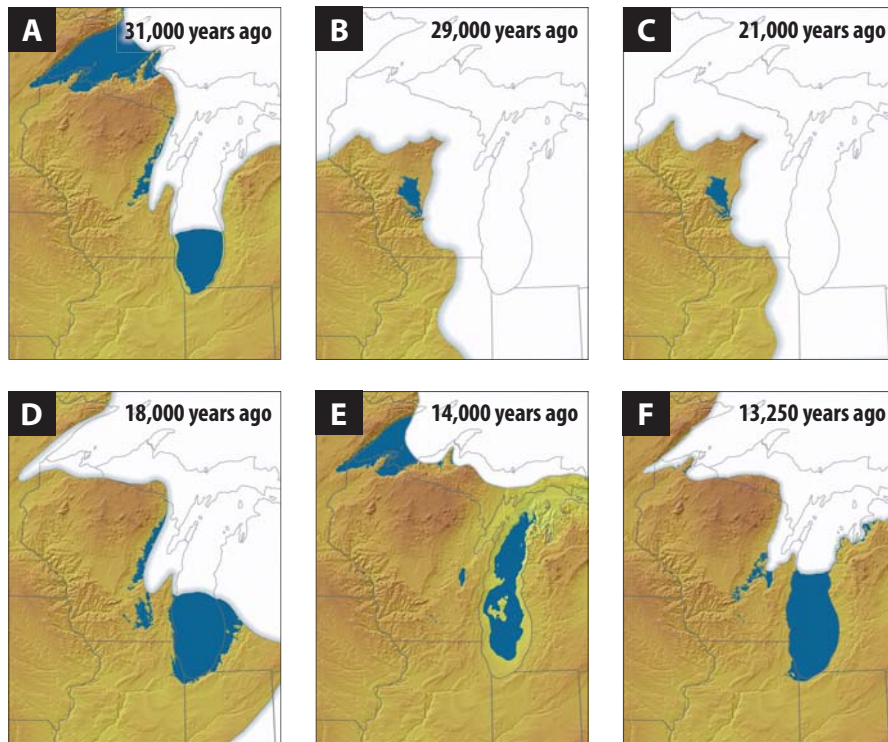 A
31,000 years ago
B
29,000 years ago
C
21,000 years ago
D
18,000 years ago
E
14,000 years ago
F
13,250 years ago